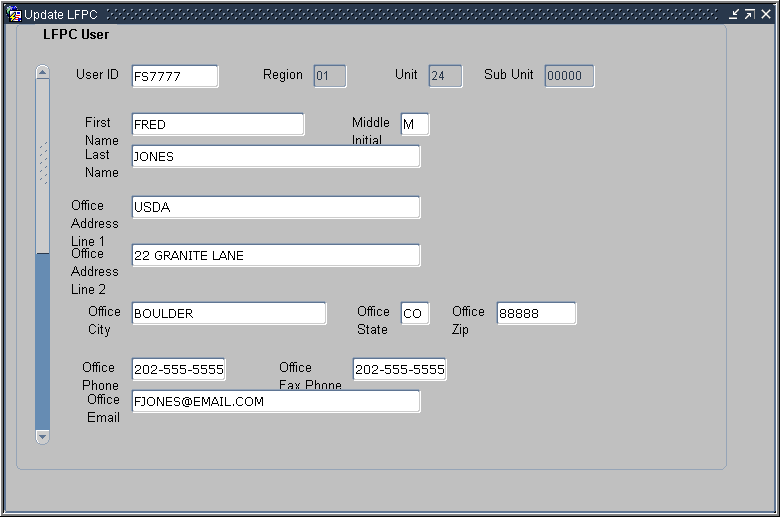 Update LFPC
LFPC User
User ID FS7777 Region 01 Unit 24 Sub Unit 00000
First Name FRED Middle Initial M
Last Name JONES
Office Address Line 1 USDA
Office Address Line 2 22 GRANITE LANE
Office City BOULDER Office State CO Office Zip 88888
Office Phone 202-555-5555 Office Fax Phone 202-555-5555
Office Email FJONES@EMAIL.COM